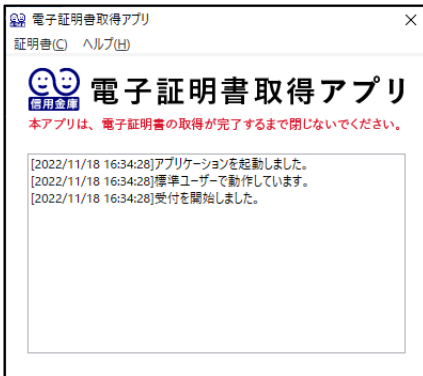 電子証明書取得アプリ
証明書(C) ヘルプ(H)
信用金庫
電子証明書取得アプリ
本アプリは、電子証明書の取得が完了するまで閉じないでください。
[2022/11/18 16:34:28]アプリケーションを起動しました。
[2022/11/18 16:34:28]標準ユーザーで動作しています。
[2022/11/18 16:34:28]受付を開始しました。